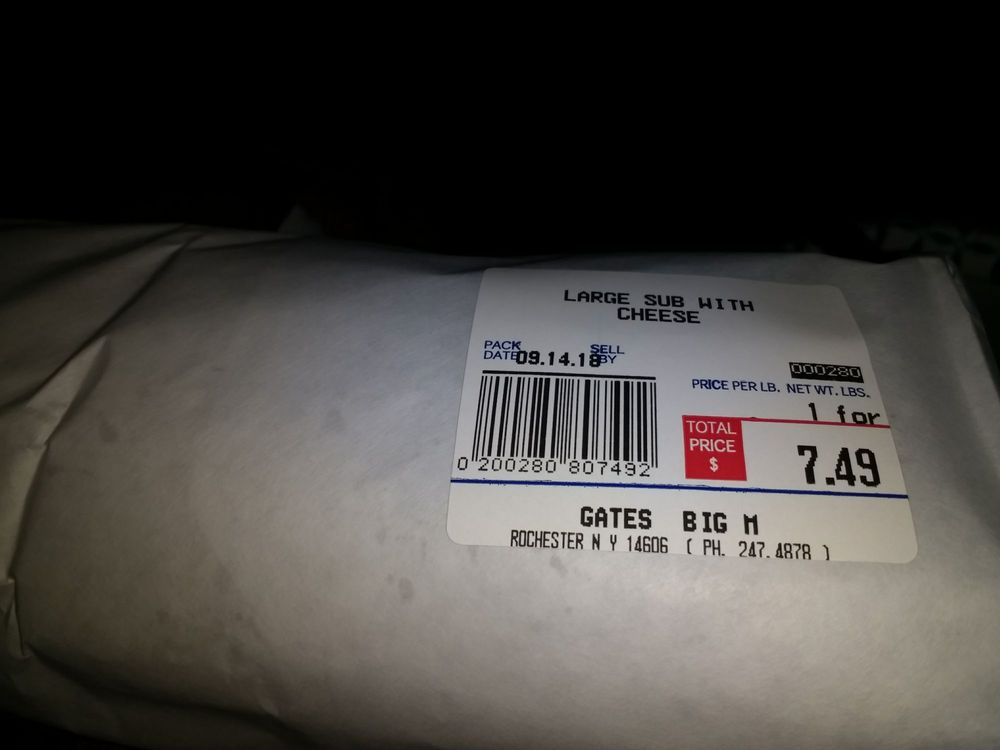 LARGE SUB WITH
CHEESE
PACK DATE 09.14.18 SELL BY
000280
PRICE PER LB. NET WT. LBS.
1 for
TOTAL PRICE $ 7.49
0 200280 807492
GATES BIG M
ROCHESTER N Y 14606 ( PH. 247.4878 )